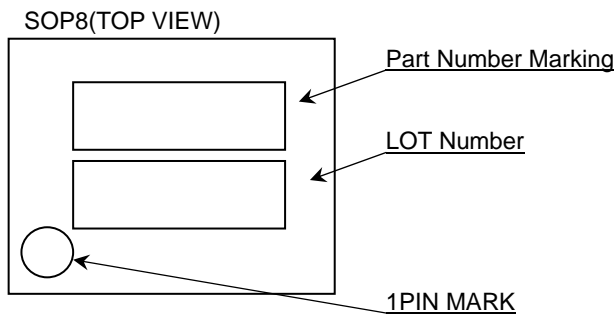 SOP8(TOP VIEW)
Part Number Marking
LOT Number
1PIN MARK